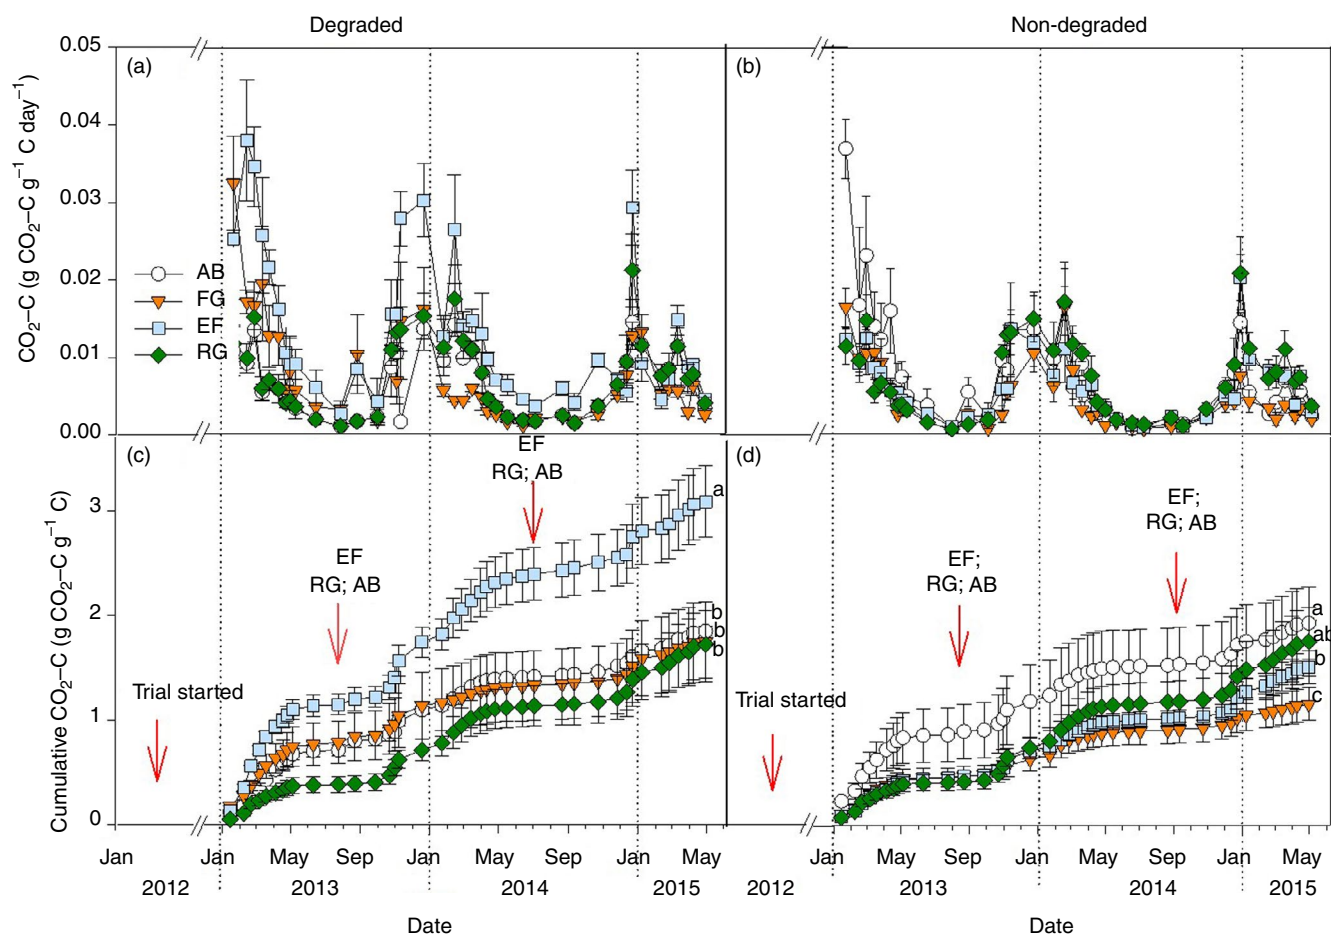 Degraded
Non-degraded
(a)
(b)
0.05
0.04
0.03
0.02
0.01
0.00
CO₂–C (g CO₂–C g⁻¹ C day⁻¹)
AB
FG
EF
RG
(c)
(d)
3
2
1
0
Cumulative CO₂–C (g CO₂–C g⁻¹ C)
EF
RG; AB
EF
RG; AB
Trial started
a
b
b
b
EF;
RG; AB
EF;
RG; AB
Trial started
a
ab
b
c
Jan Jan May Sep Jan May Sep Jan May
2012 2013 2014 2015
Date
Jan Jan May Sep Jan May Sep Jan May
2012 2013 2014 2015
Date